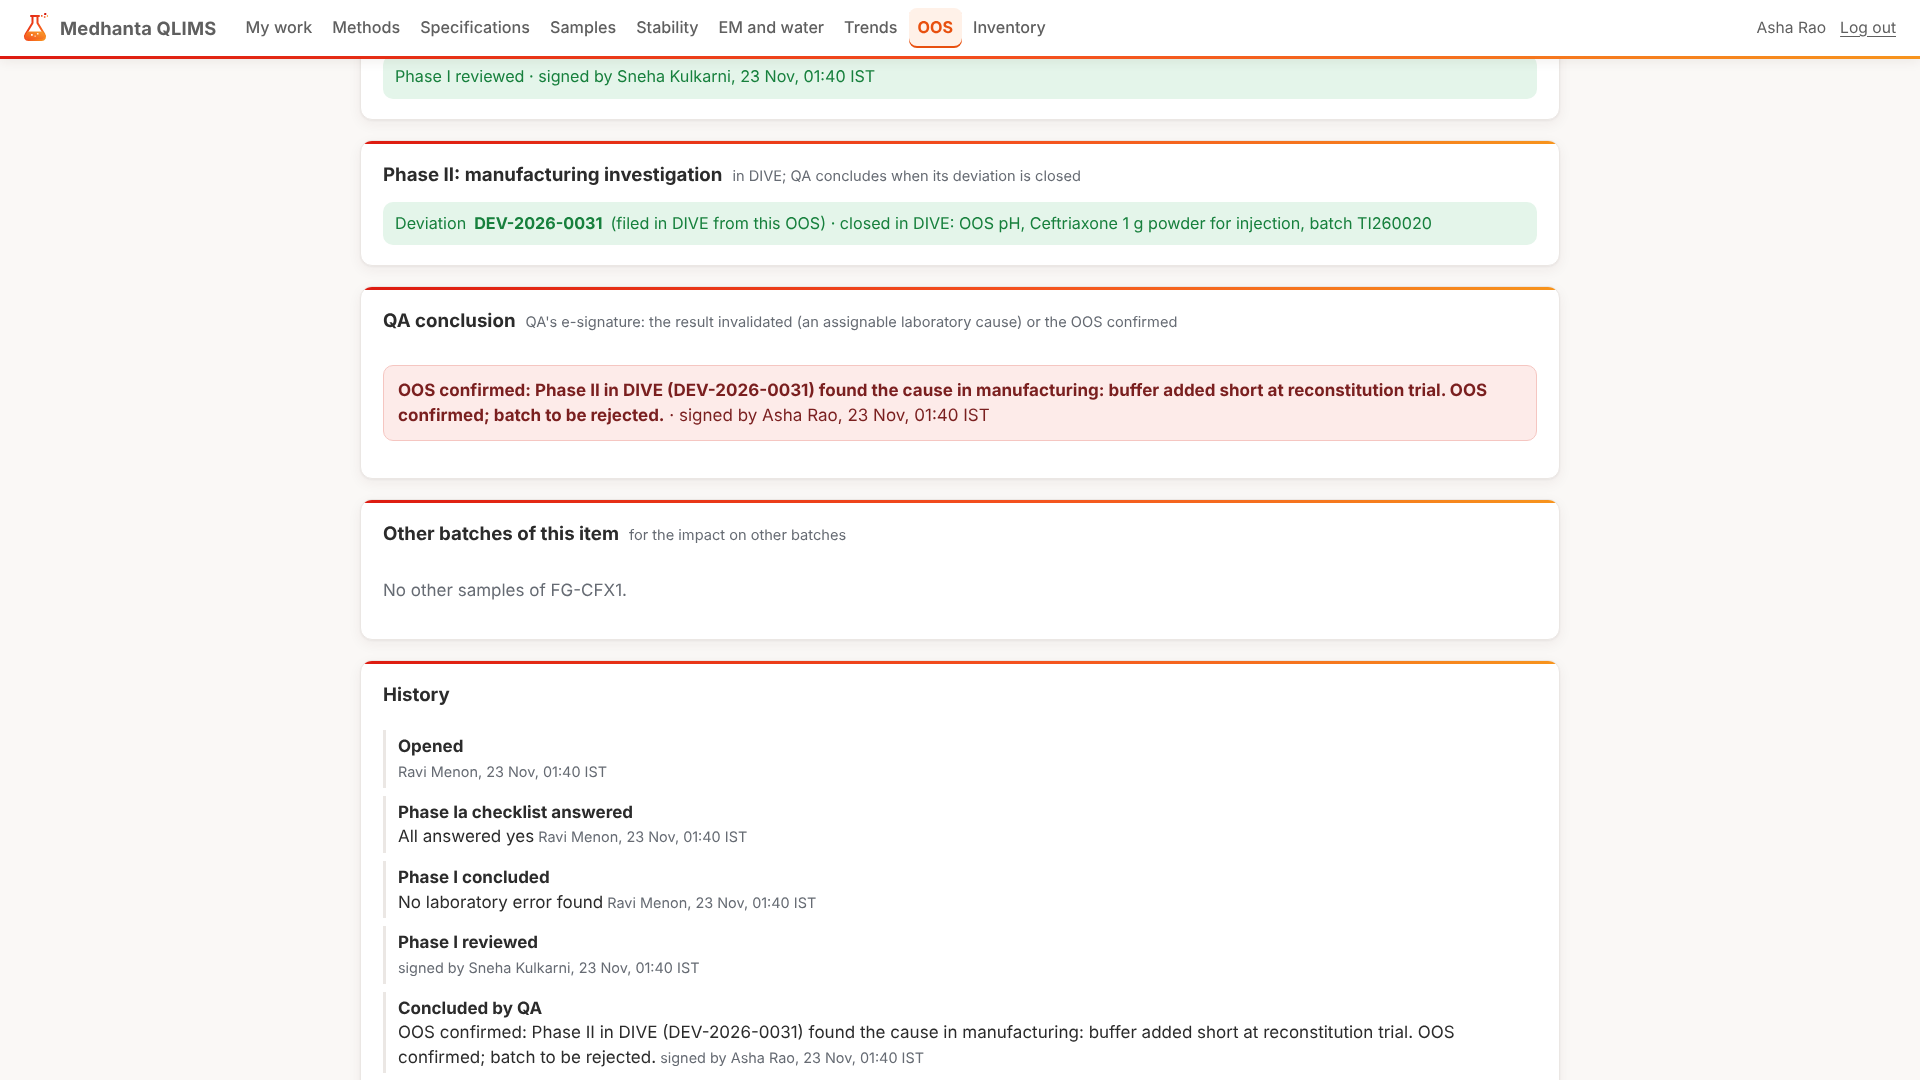 Medhanta QLIMS My work Methods Specifications Samples Stability EM and water Trends OOS Inventory Asha Rao Log out
Phase I reviewed · signed by Sneha Kulkarni, 23 Nov, 01:40 IST
Phase II: manufacturing investigation in DIVE; QA concludes when its deviation is closed
Deviation DEV-2026-0031 (filed in DIVE from this OOS) · closed in DIVE: OOS pH, Ceftriaxone 1 g powder for injection, batch TI260020
QA conclusion QA's e-signature: the result invalidated (an assignable laboratory cause) or the OOS confirmed
OOS confirmed: Phase II in DIVE (DEV-2026-0031) found the cause in manufacturing: buffer added short at reconstitution trial. OOS
confirmed; batch to be rejected. · signed by Asha Rao, 23 Nov, 01:40 IST
Other batches of this item for the impact on other batches
No other samples of FG-CFX1.
History
Opened
Ravi Menon, 23 Nov, 01:40 IST
Phase Ia checklist answered
All answered yes Ravi Menon, 23 Nov, 01:40 IST
Phase I concluded
No laboratory error found Ravi Menon, 23 Nov, 01:40 IST
Phase I reviewed
signed by Sneha Kulkarni, 23 Nov, 01:40 IST
Concluded by QA
OOS confirmed: Phase II in DIVE (DEV-2026-0031) found the cause in manufacturing: buffer added short at reconstitution trial. OOS
confirmed; batch to be rejected. signed by Asha Rao, 23 Nov, 01:40 IST